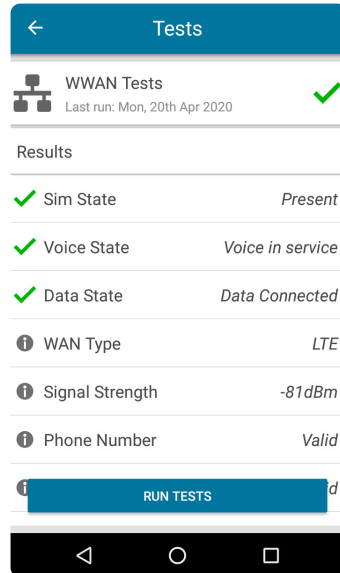 Tests
WWAN Tests
Last run: Mon, 20th Apr 2020
Results
Sim State Present
Voice State Voice in service
Data State Data Connected
WAN Type LTE
Signal Strength -81dBm
Phone Number Valid
RUN TESTS